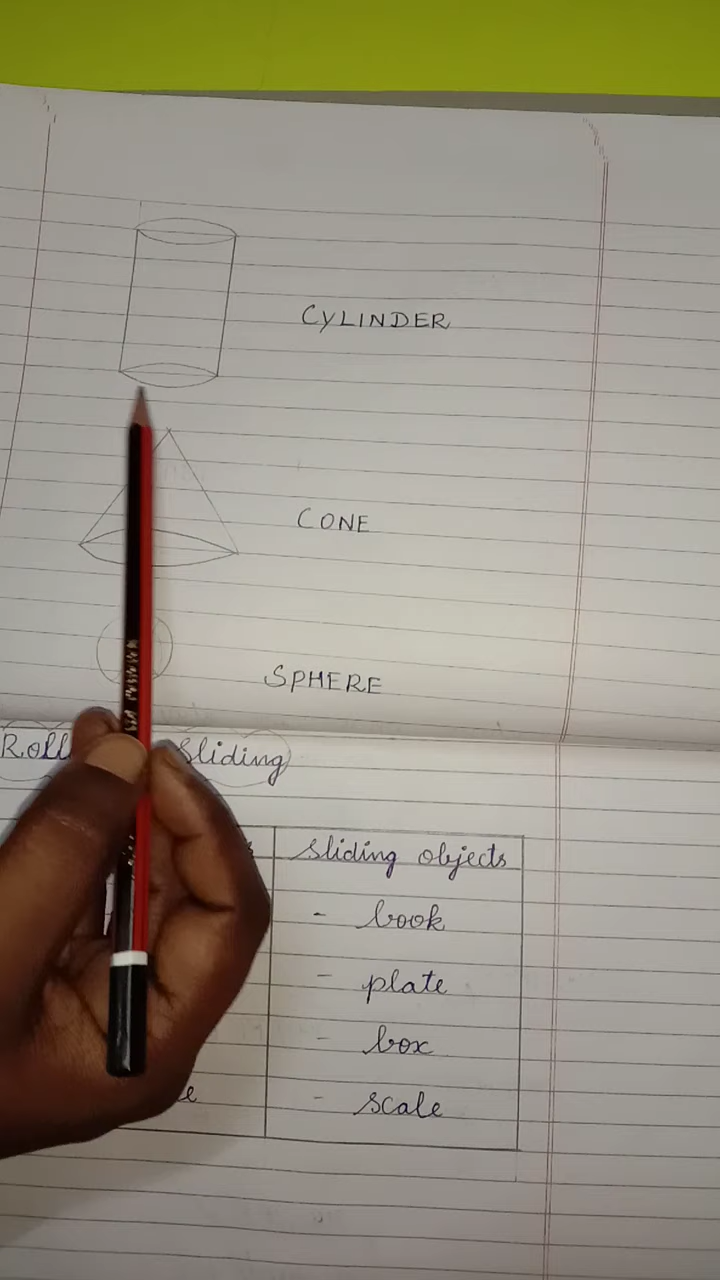 CYLINDER
CONE
SPHERE
Sliding
Sliding objects
- book
- plate
- box
- scale